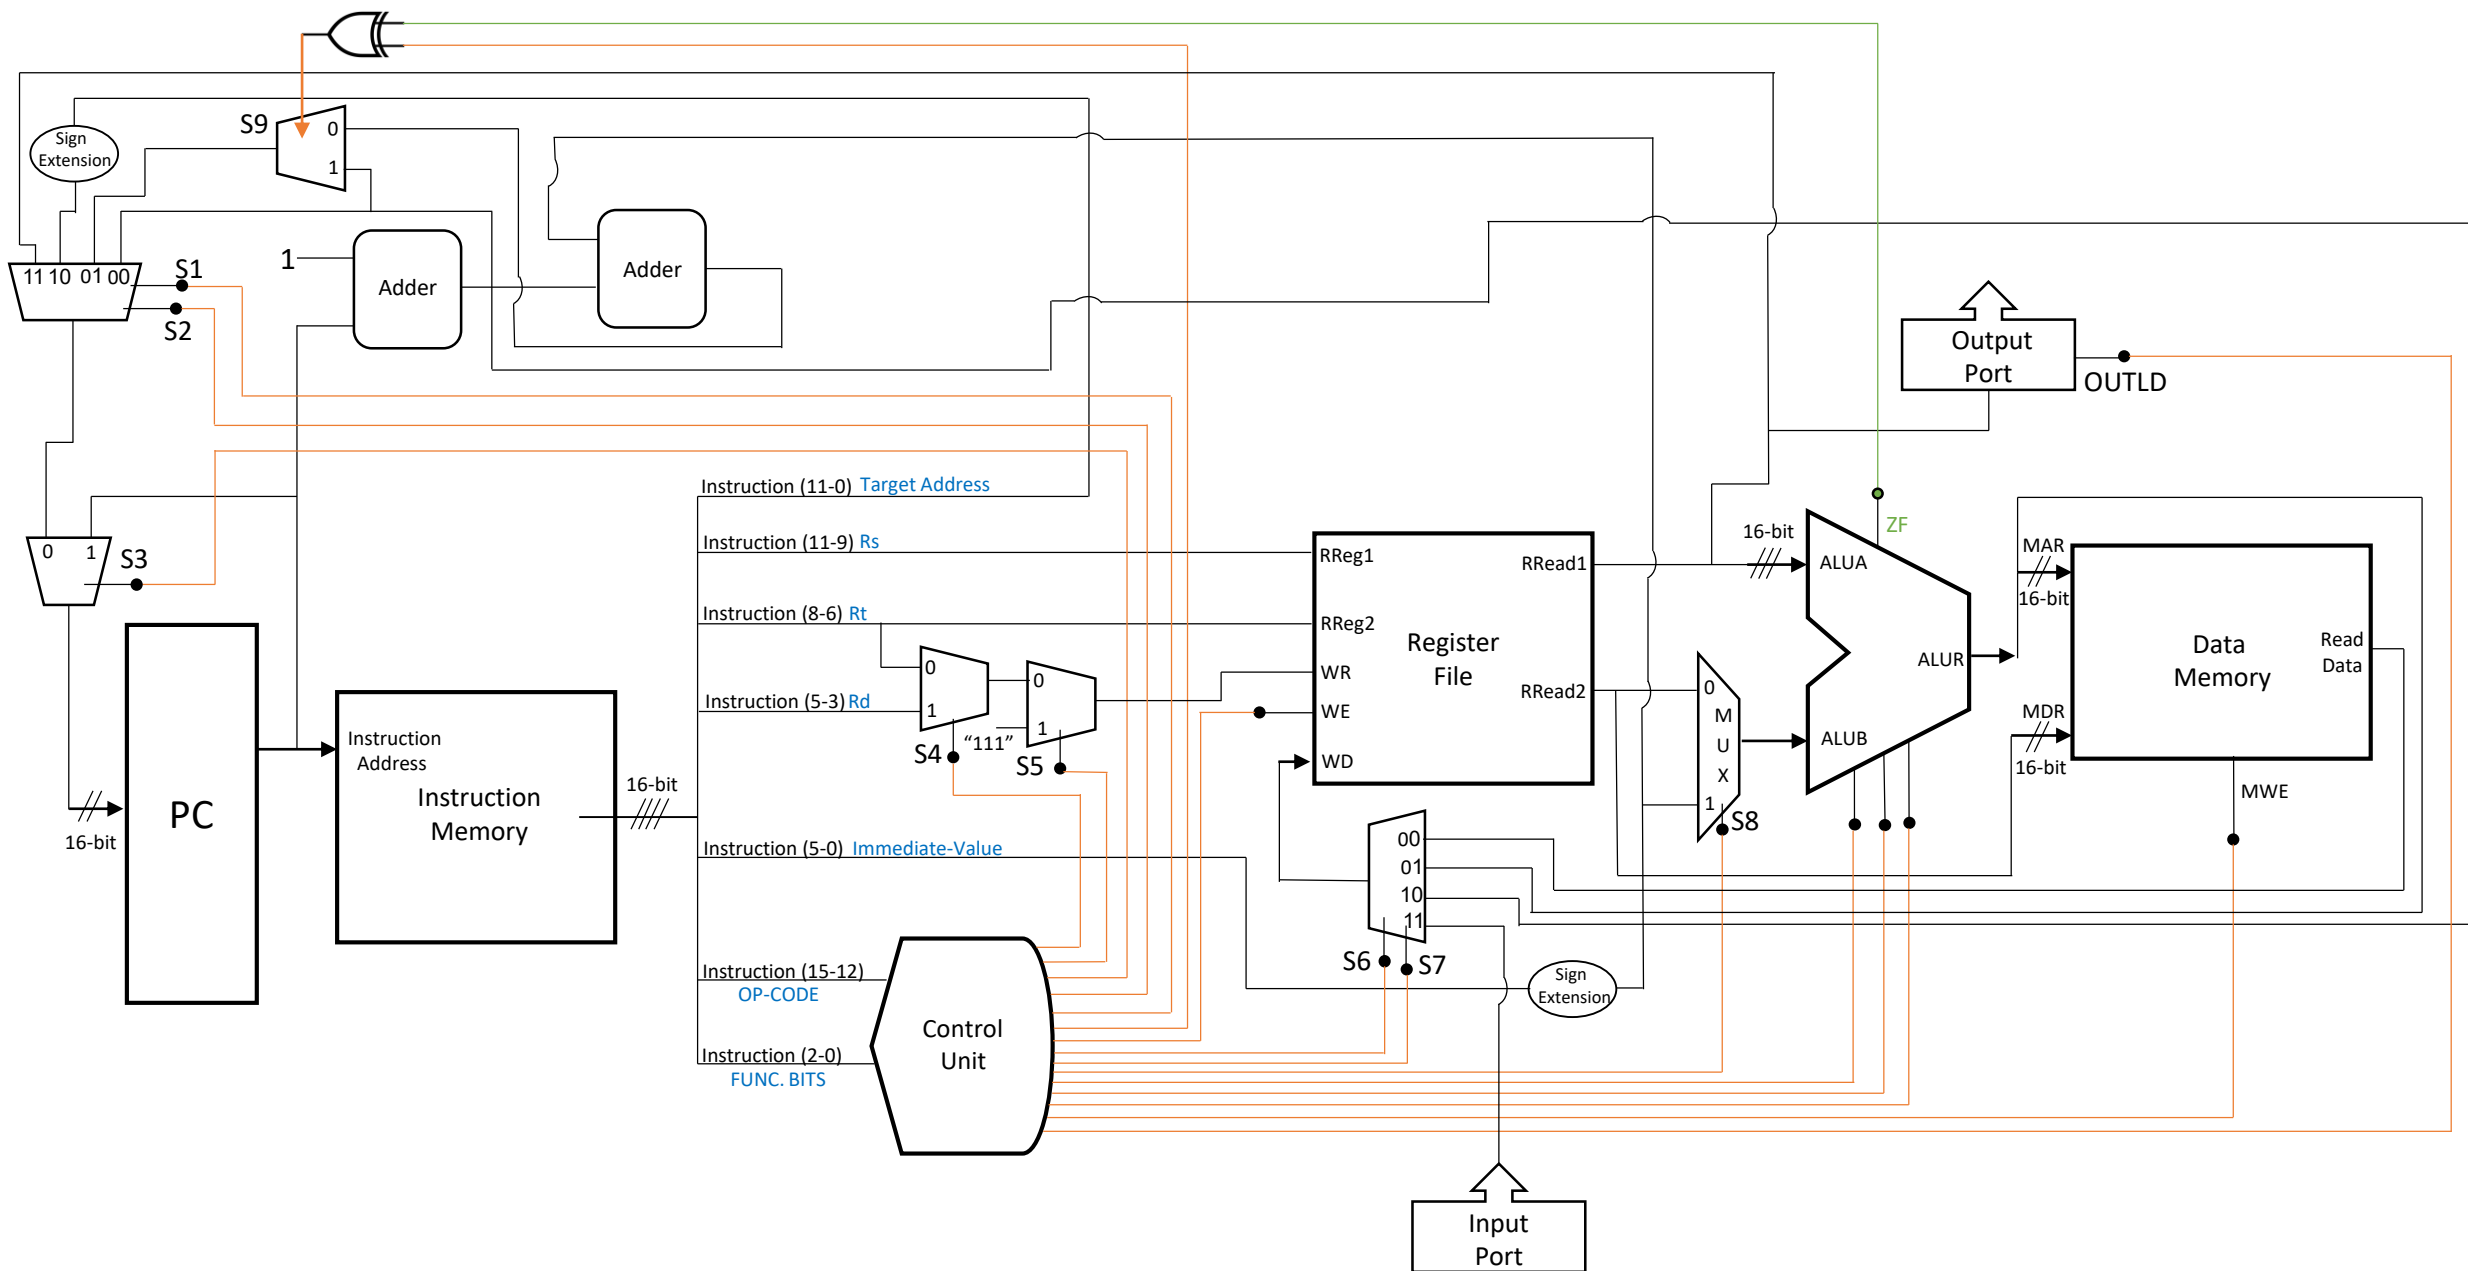 S9
0
1
Sign
Extension
11 10 01 00
S1
S2
1
Adder
Adder
Output
Port
OUTLD
0 1
S3
Instruction (11-0) Target Address
Instruction (11-9) Rs
Instruction (8-6) Rt
Instruction (5-3) Rd
Instruction (5-0) Immediate-Value
Instruction (15-12)
OP-CODE
Instruction (2-0)
FUNC. BITS
16-bit
PC
Instruction
Address
Instruction
Memory
16-bit
0
1
S4
0
"111"
1
S5
RReg1
RReg2
WR
WE
WD
Register
File
RRead1
RRead2
0
M
U
X
1
S8
16-bit
ZF
ALUA
ALUB
ALUR
MAR
16-bit
MDR
16-bit
Data
Memory
Read
Data
MWE
00
01
10
11
S6
S7
Sign
Extension
Control
Unit
Input
Port